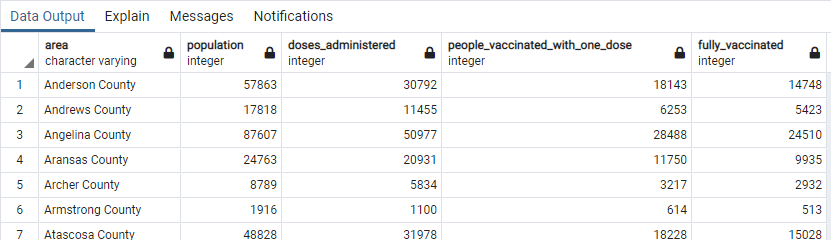 Data Output Explain Messages Notifications
area population doses_administered people_vaccinated_with_one_dose fully_vaccinated
character varying integer integer integer integer
1 Anderson County 57863 30792 18143 14748
2 Andrews County 17818 11455 6253 5423
3 Angelina County 87607 50977 28488 24510
4 Aransas County 24763 20931 11750 9935
5 Archer County 8789 5834 3217 2932
6 Armstrong County 1916 1100 614 513
7 Atascosa County 48828 31978 18228 15028